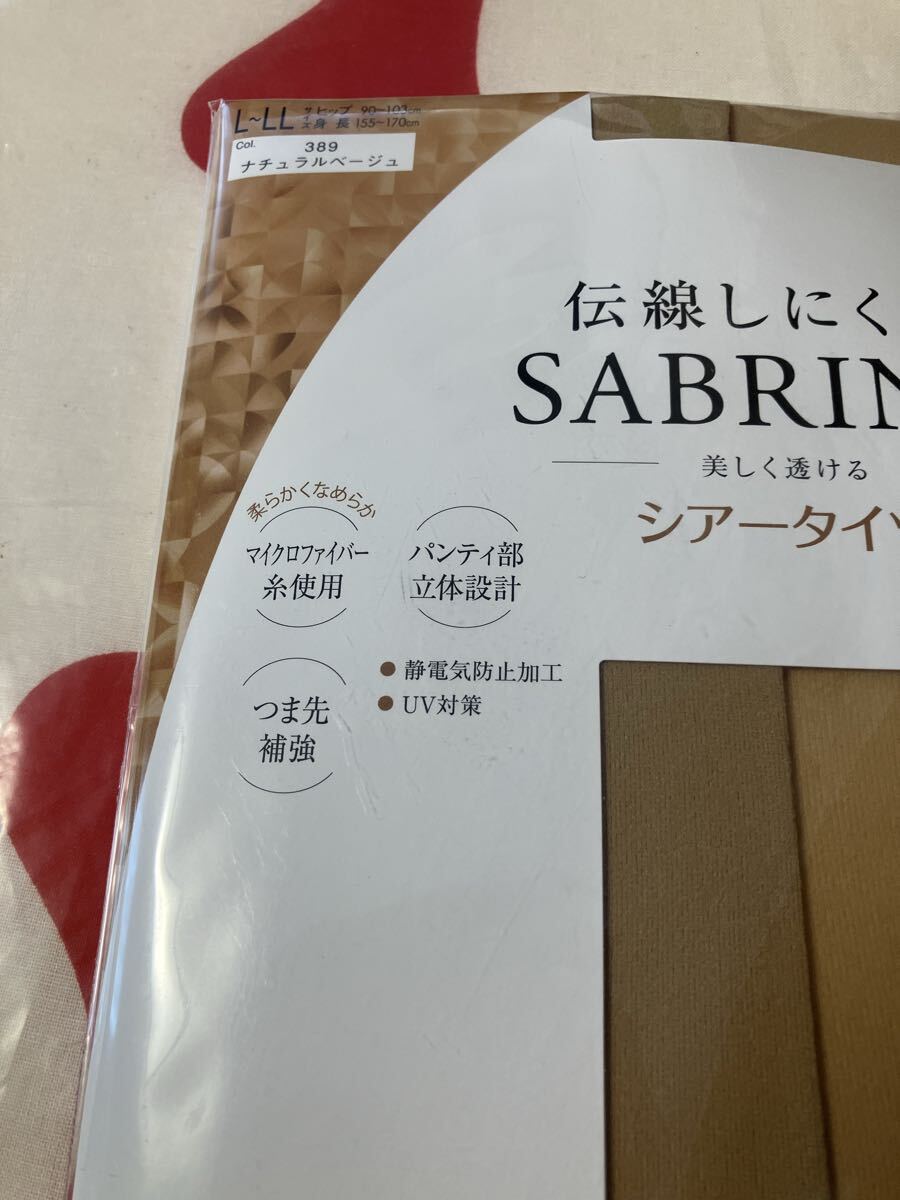 L~LL サイズ ヒップ 90~103cm
身長 155~170cm
Col. 389
ナチュラルベージュ
伝線しにく
SABRIN
美しく透ける
シアータイツ
柔らかくなめらか
マイクロファイバー
糸使用
パンティ部
立体設計
つま先
補強
● 静電気防止加工
● UV対策